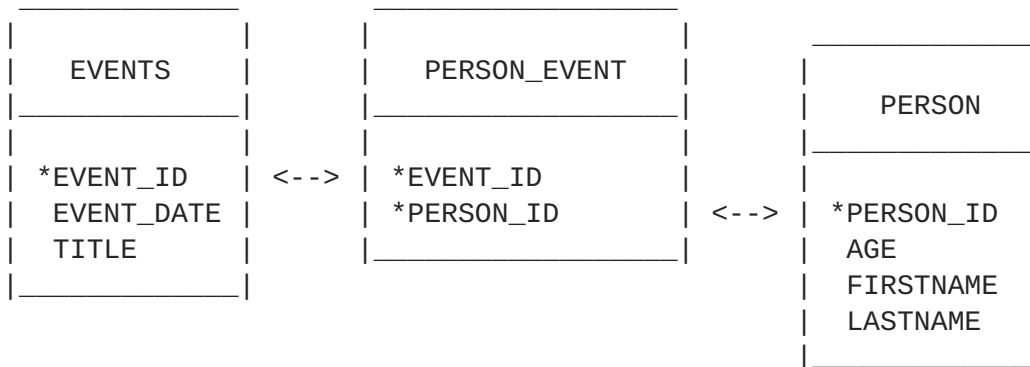 EVENTS
PERSON_EVENT
PERSON
*EVENT_ID <--> *EVENT_ID
EVENT_DATE *PERSON_ID <--> *PERSON_ID
TITLE AGE
FIRSTNAME
LASTNAME